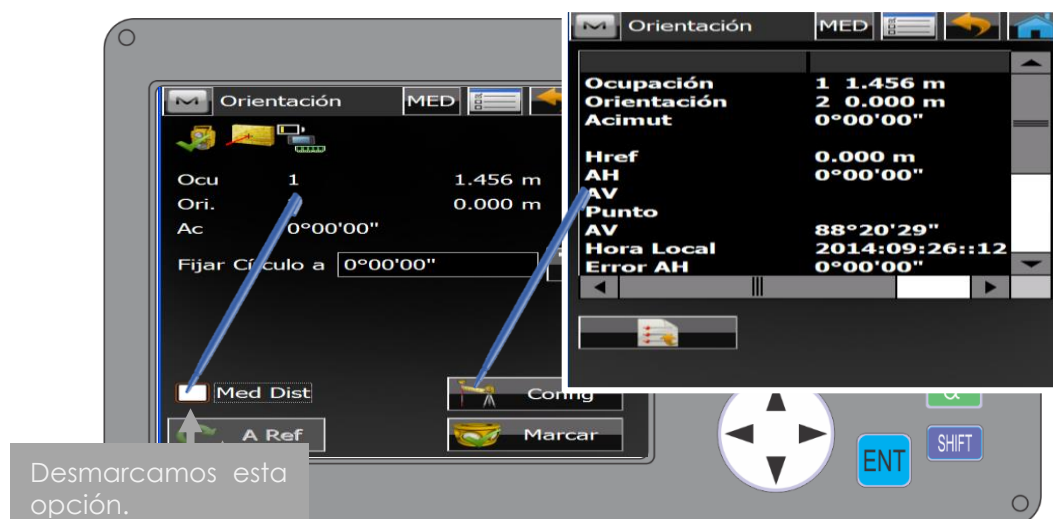 Orientación MED
Ocu 1 1.456 m
Ori. 0.000 m
Ac 0°00'00"
Fijar Círculo a 0°00'00"
Med Dist
Config
A Ref
Marcar
Desmarcamos esta
opción.
Orientación MED
Ocupación 1 1.456 m
Orientación 2 0.000 m
Acimut 0°00'00"
Href 0.000 m
AH 0°00'00"
AV
Punto
AV 88°20'29"
Hora Local 2014:09:26::12
Error AH 0°00'00"
ENT
SHIFT